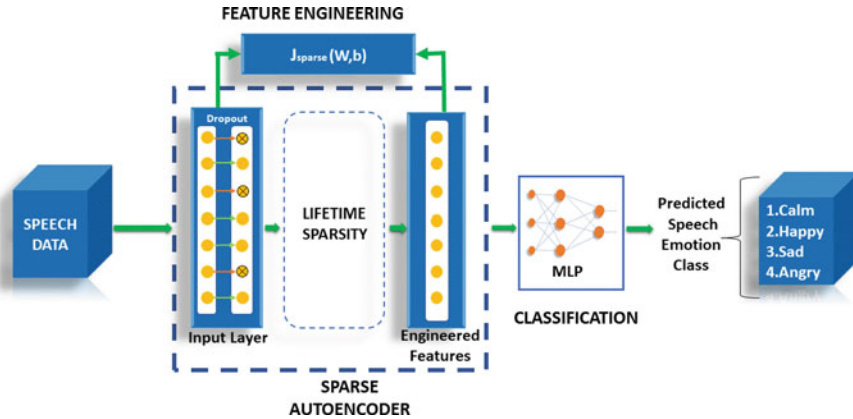 FEATURE ENGINEERING
Jsparse (W,b)
Dropout
SPEECH
DATA
LIFETIME
SPARSITY
Input Layer
Engineered
Features
SPARSE
AUTOENCODER
MLP
CLASSIFICATION
Predicted
Speech
Emotion
Class
1.Calm
2.Happy
3.Sad
4.Angry